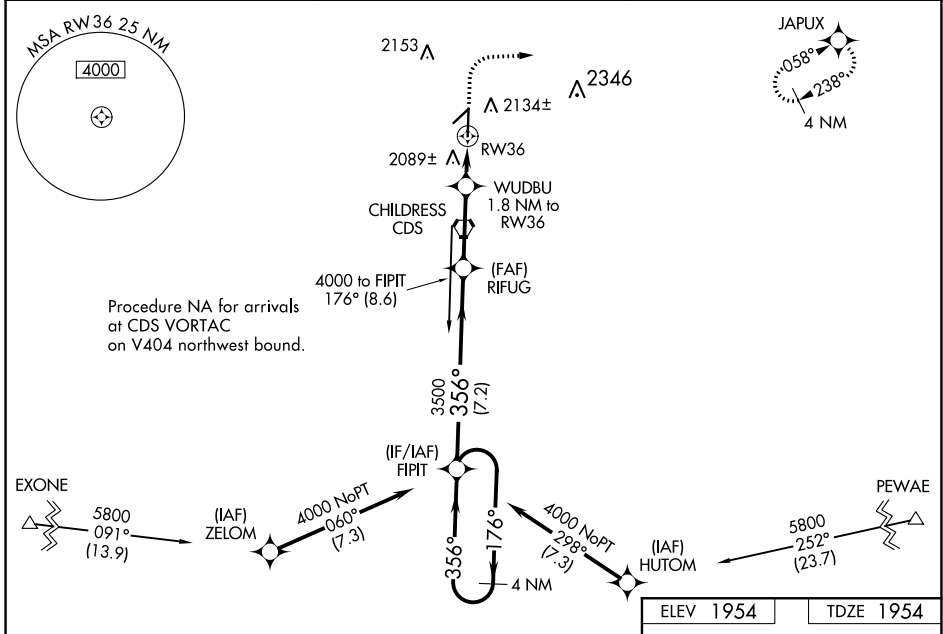 MSA RW36 25 NM
4000
2153
2346
2134±
RW36
2089±
WUDBU
1.8 NM to
RW36
JAPUX
058°
238°
4 NM
CHILDRESS
CDS
(FAF)
RIFUG
4000 to FIPIT
176° (8.6)
Procedure NA for arrivals
at CDS VORTAC
on V404 northwest bound.
3500
356°
(7.2)
(IF/IAF)
FIPIT
EXONE
5800
091°
(13.9)
(IAF)
ZELOM
4000 NoPT
060°
(7.3)
356°
176°
4 NM
4000 NoPT
298°
(7.3)
(IAF)
HUTOM
PEWAE
5800
252°
(23.7)
ELEV 1954
TDZE 1954